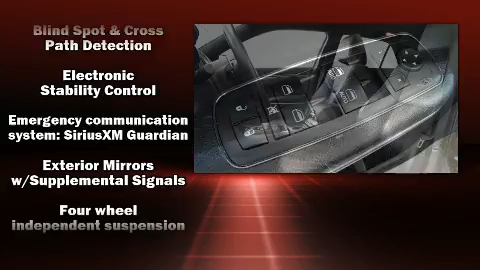 Blind Spot & Cross
Path Detection
Electronic
Stability Control
Emergency communication
system: SiriusXM Guardian
Exterior Mirrors
w/Supplemental Signals
Four wheel
independent suspension
AUTO